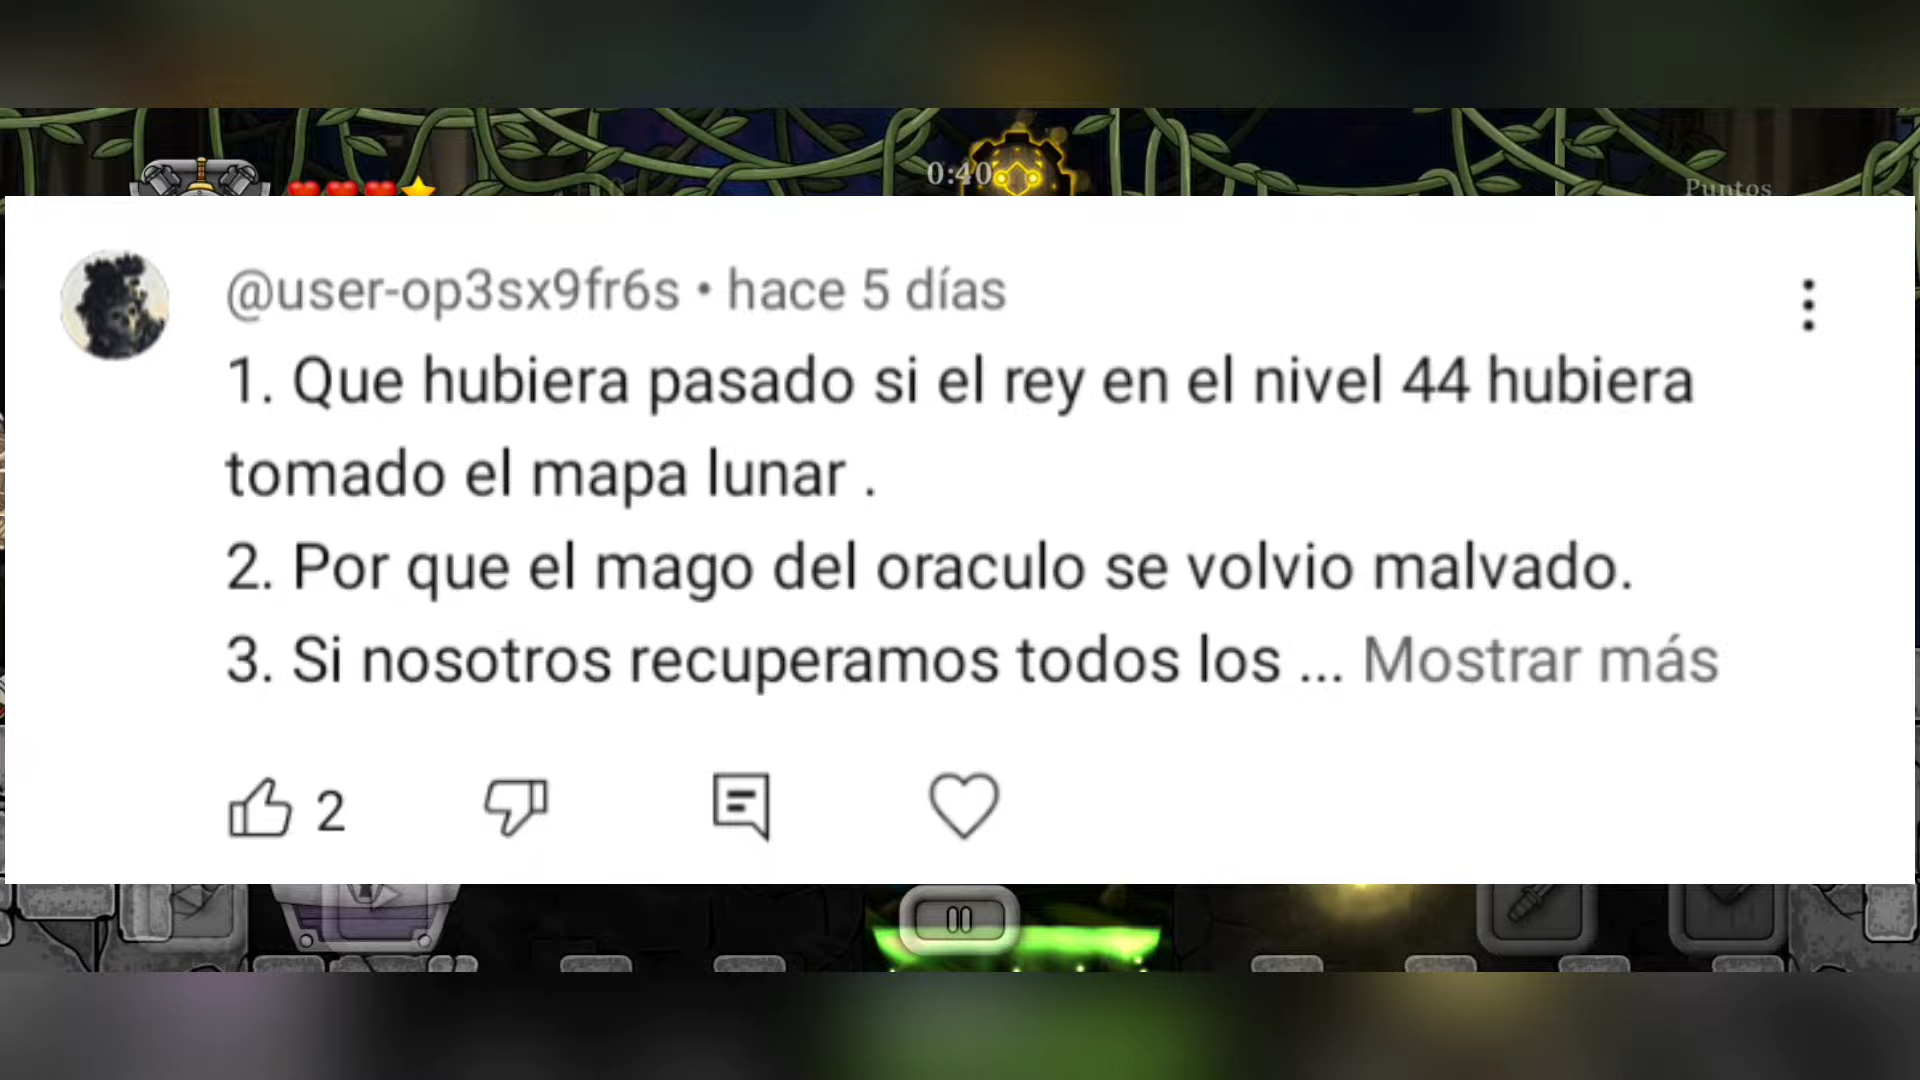 0:40
Puntos
@user-op3sx9fr6s • hace 5 días
1. Que hubiera pasado si el rey en el nivel 44 hubiera
tomado el mapa lunar .
2. Por que el mago del oraculo se volvio malvado.
3. Si nosotros recuperamos todos los ... Mostrar más
2